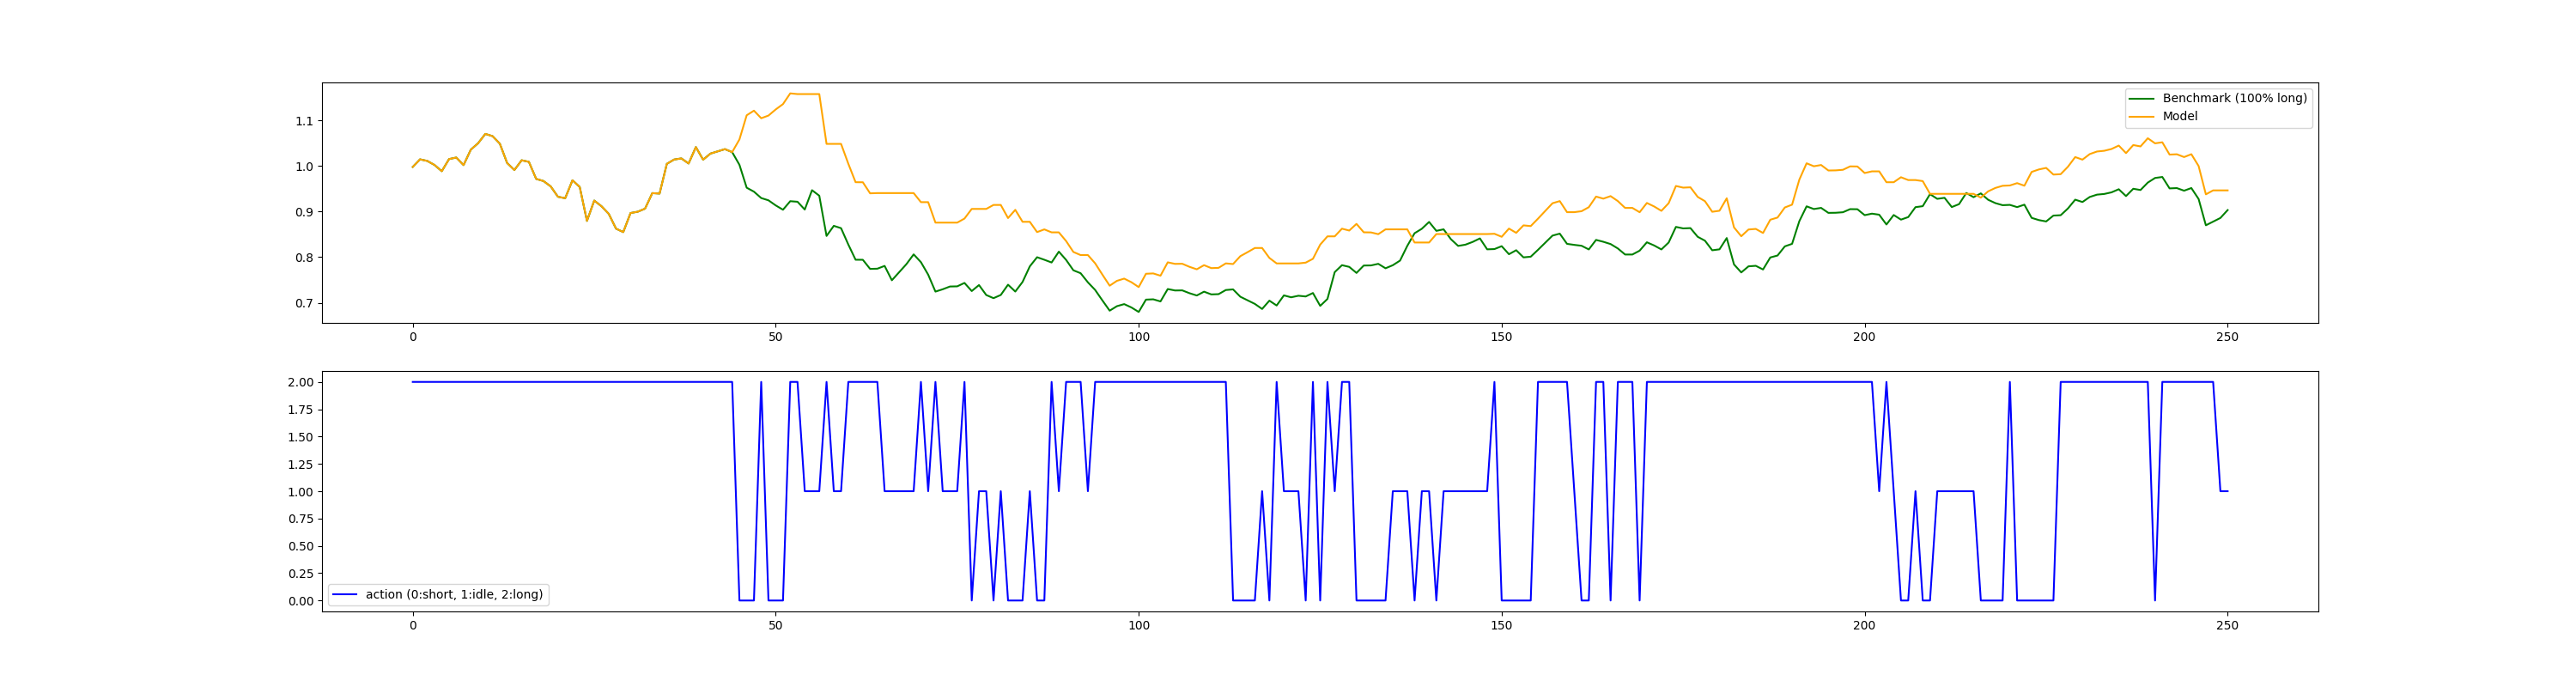 Benchmark (100% long)
Model
1.1
1.0
0.9
0.8
0.7
0 50 100 150 200 250
2.00
1.75
1.50
1.25
1.00
0.75
0.50
0.25
0.00
action (0:short, 1:idle, 2:long)
0 50 100 150 200 250